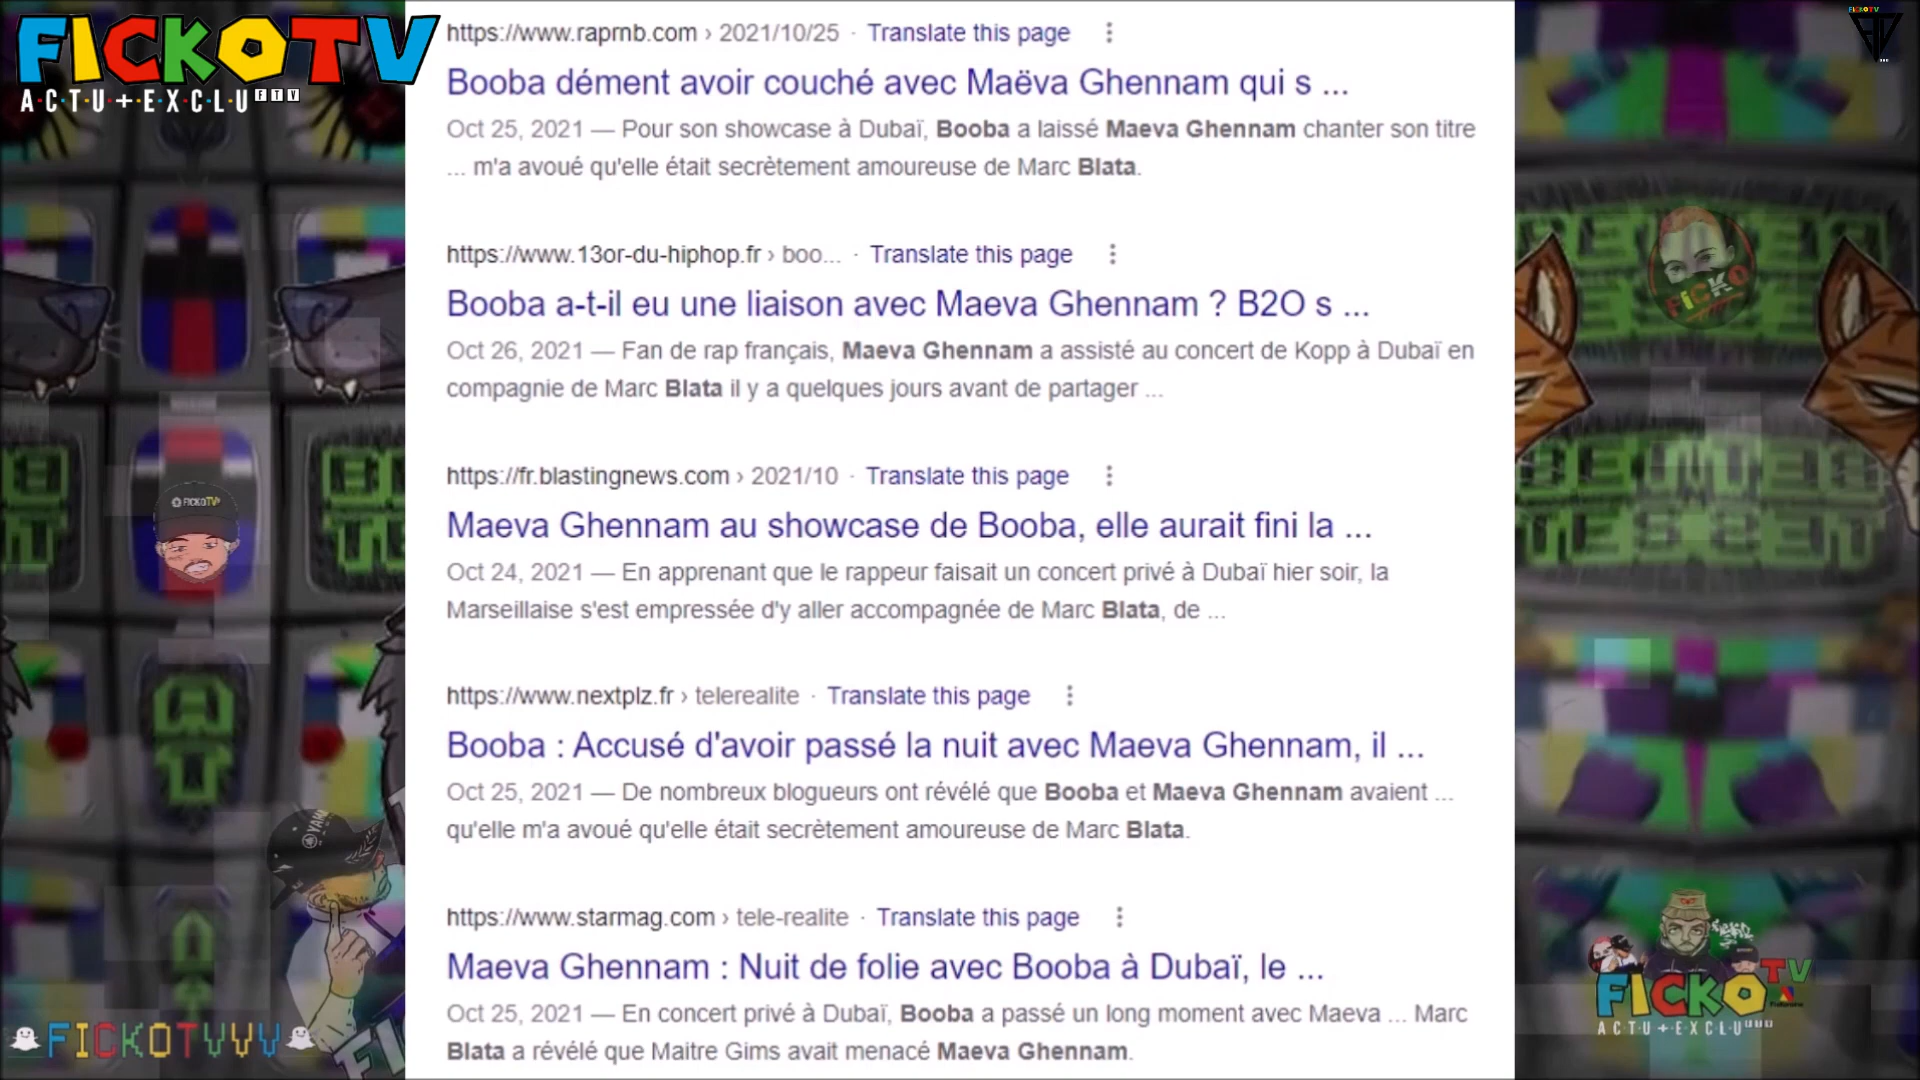 FICKOTV
ACTU+EXCLU FTV
FICKOTV
https://www.raprnb.com › 2021/10/25 · Translate this page
Booba dément avoir couché avec Maëva Ghennam qui s ...
Oct 25, 2021 — Pour son showcase à Dubaï, Booba a laissé Maeva Ghennam chanter son titre
... m'a avoué qu'elle était secrètement amoureuse de Marc Blata.
https://www.13or-du-hiphop.fr › boo... · Translate this page
Booba a-t-il eu une liaison avec Maeva Ghennam ? B2O s ...
Oct 26, 2021 — Fan de rap français, Maeva Ghennam a assisté au concert de Kopp à Dubaï en
compagnie de Marc Blata il y a quelques jours avant de partager ...
FICKO
https://fr.blastingnews.com › 2021/10 · Translate this page
Maeva Ghennam au showcase de Booba, elle aurait fini la ...
Oct 24, 2021 — En apprenant que le rappeur faisait un concert privé à Dubaï hier soir, la
Marseillaise s'est empressée d'y aller accompagnée de Marc Blata, de ...
FICKOTV
https://www.nextplz.fr › telerealite · Translate this page
Booba : Accusé d'avoir passé la nuit avec Maeva Ghennam, il ...
Oct 25, 2021 — De nombreux blogueurs ont révélé que Booba et Maeva Ghennam avaient ...
qu'elle m'a avoué qu'elle était secrètement amoureuse de Marc Blata.
https://www.starmag.com › tele-realite · Translate this page
Maeva Ghennam : Nuit de folie avec Booba à Dubaï, le ...
Oct 25, 2021 — En concert privé à Dubaï, Booba a passé un long moment avec Maeva ... Marc
Blata a révélé que Maitre Gims avait menacé Maeva Ghennam.
FICKOTVVV
FICKOTV
ACTU+EXCLU